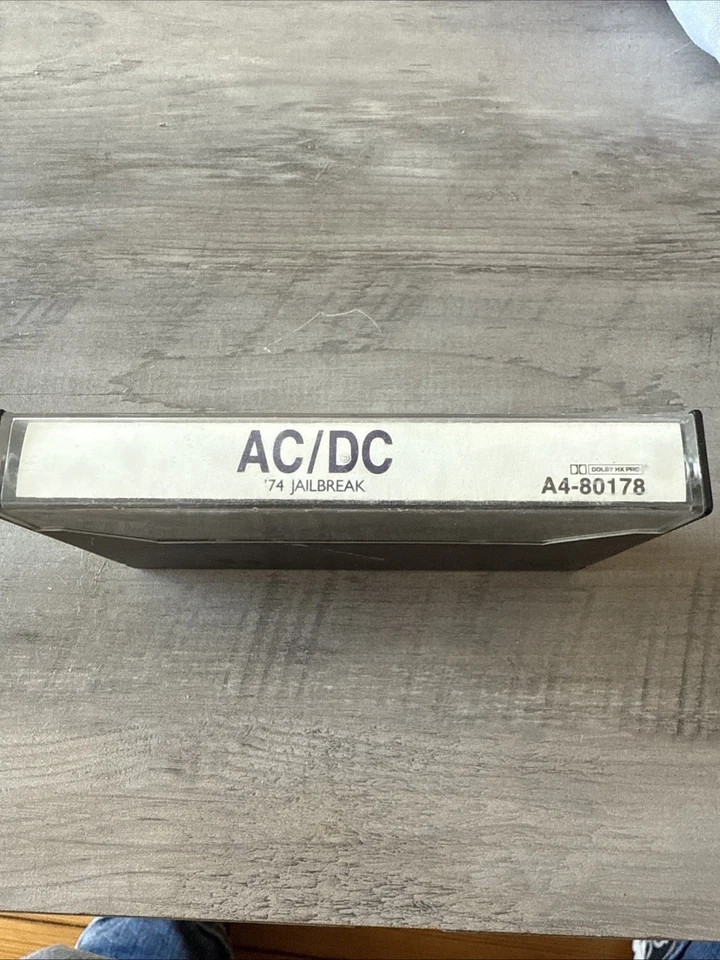 AC/DC
'74 JAILBREAK
DOLBY HX PRO
A4-80178